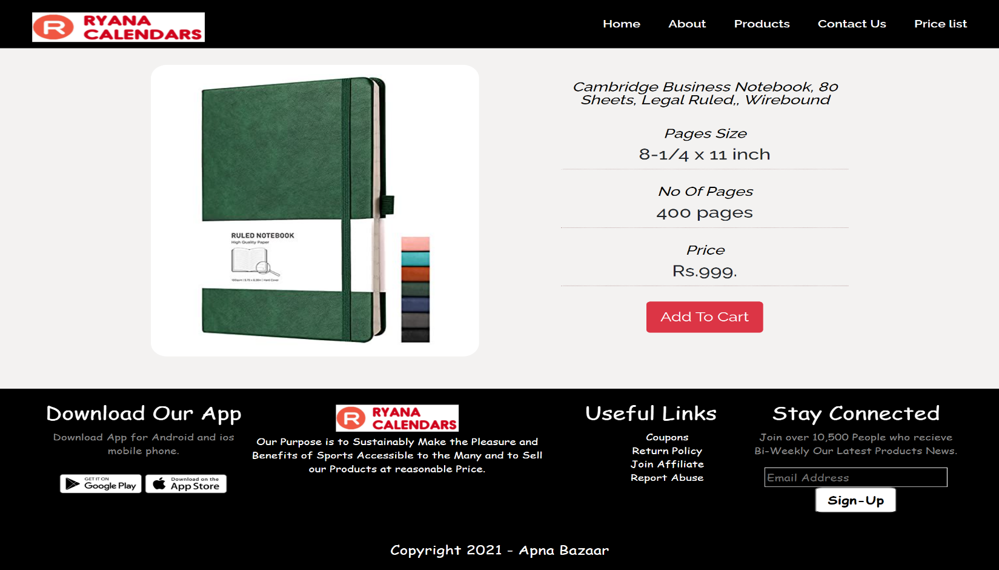 R RYANA
CALENDARS
Home About Products Contact Us Price list
RULED NOTEBOOK
High Quality Paper
Cambridge Business Notebook, 80
Sheets, Legal Ruled,, Wirebound
Pages Size
8-1/4 x 11 inch
No Of Pages
400 pages
Price
Rs.999.
Add To Cart
Download Our App
Download App for Android and ios
mobile phone.
GET IT ON
Google Play
Download on the
App Store
R RYANA
CALENDARS
Our Purpose is to Sustainably Make the Pleasure and
Benefits of Sports Accessible to the Many and to Sell
our Products at reasonable Price.
Useful Links
Coupons
Return Policy
Join Affiliate
Report Abuse
Stay Connected
Join over 10,500 People who recieve
Bi-Weekly Our Latest Products News.
Email Address
Sign-Up
Copyright 2021 - Apna Bazaar